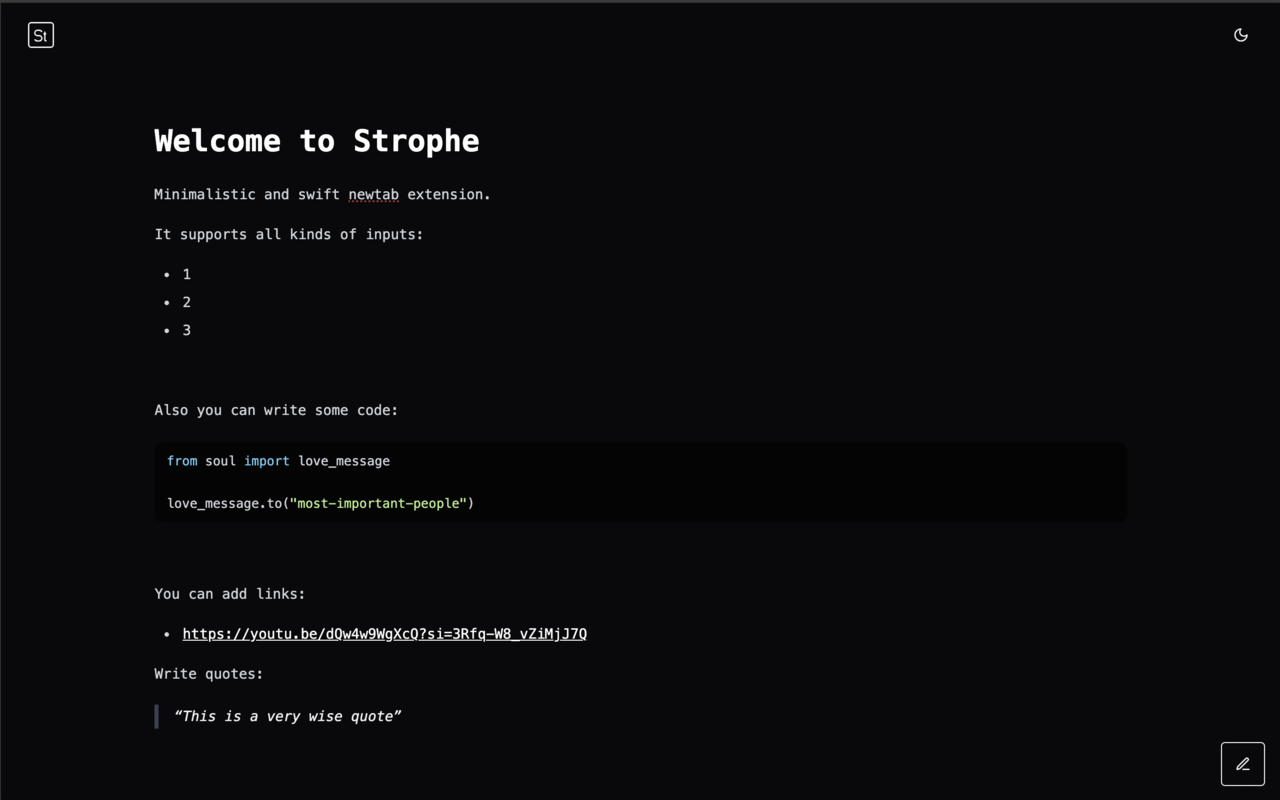 St
Welcome to Strophe
Minimalistic and swift newtab extension.
It supports all kinds of inputs:
• 1
• 2
• 3
Also you can write some code:
from soul import love_message
love_message.to("most-important-people")
You can add links:
• https://youtu.be/dQw4w9WgXcQ?si=3Rfq-W8_vZiMjJ7Q
Write quotes:
“This is a very wise quote”